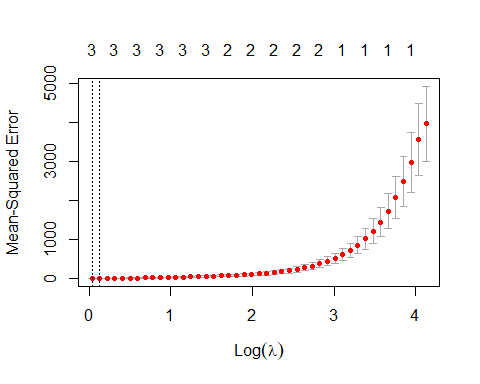 3 3 3 3 3 3 2 2 2 2 2 1 1 1 1
Mean-Squared Error
5000
3000
1000
0
0 1 2 3 4
Log(λ)